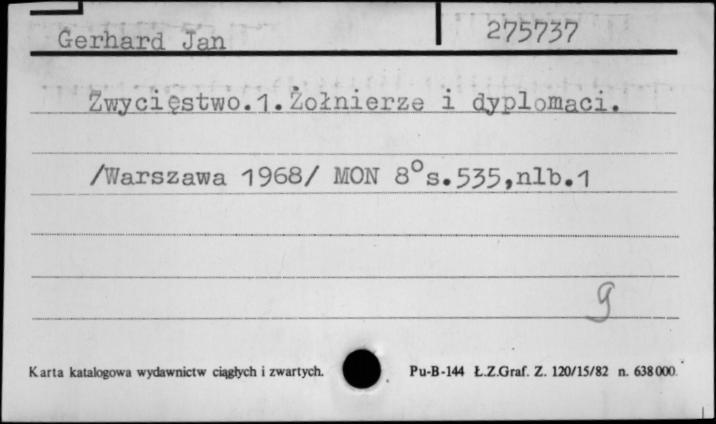 Gerhard Jan 275737
Zwycięstwo.1.Żołnierze i dyplomaci.
/Warszawa 1968/ MON 8°s.535,nlb.1
g
Karta katalogowa wydawnictw ciągłych i zwartych. Pu-B-144 Ł.Z.Graf. Z. 120/15/82 n. 638000.